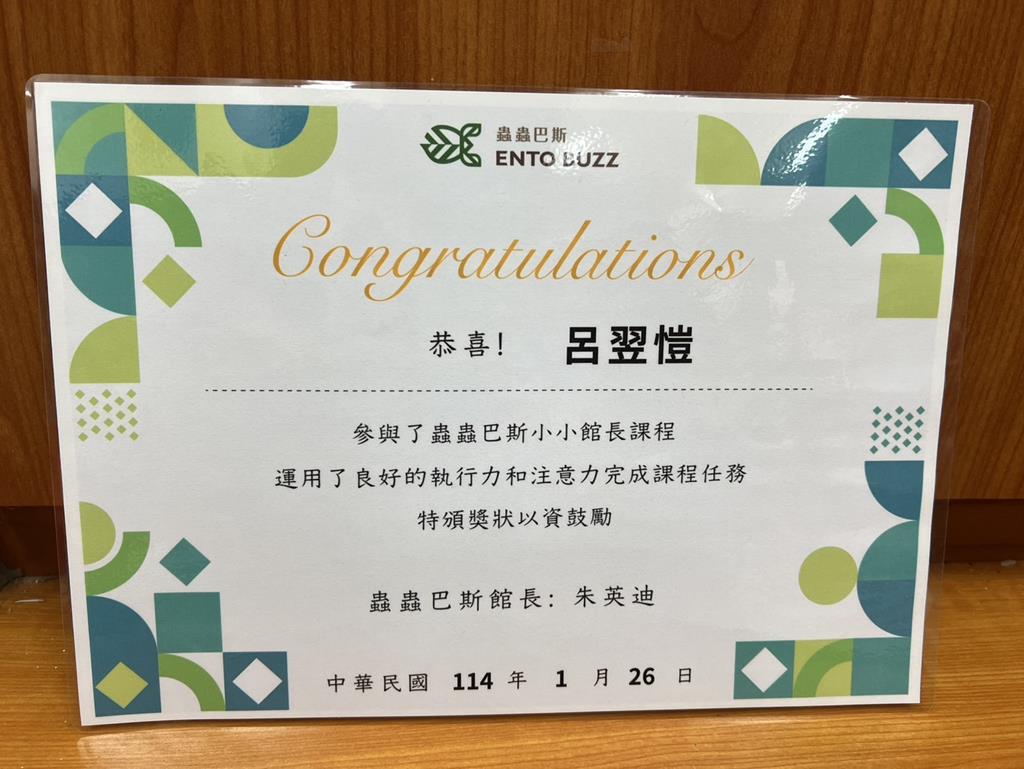 蟲蟲巴斯
ENTO BUZZ
Congratulations
恭喜! 呂翌愷
參與了蟲蟲巴斯小小館長課程
運用了良好的執行力和注意力完成課程任務
特頒獎狀以資鼓勵
蟲蟲巴斯館長: 朱英迪
中華民國 114 年 1 月 26 日